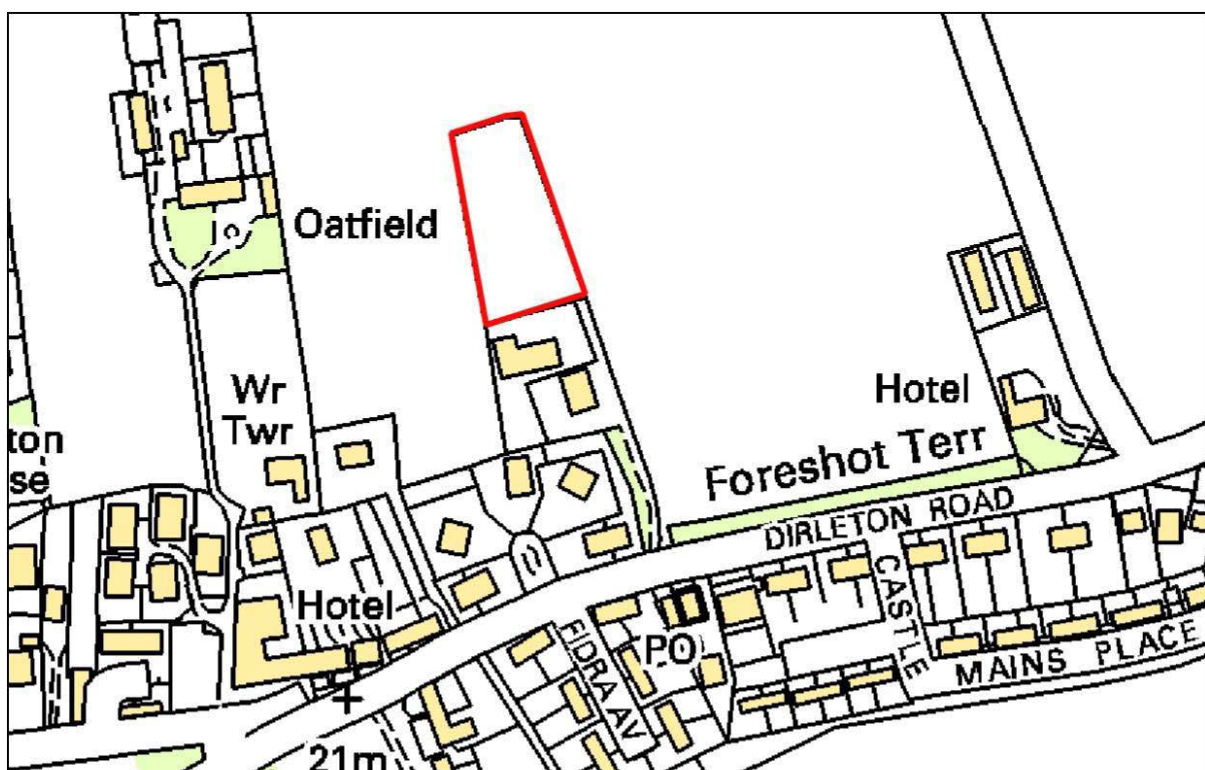 Oatfield
Wr
Twr
Hotel
ton
se
Foreshot Terr
DIRLETON ROAD
Hotel
CASTLE
MAINS PLACE
FIDRA AV
PO
21m